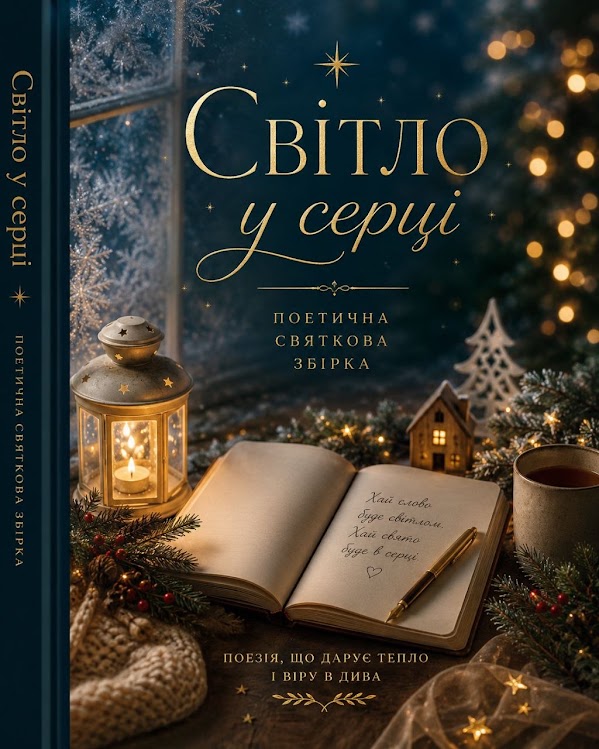 Світло у серці
ПОЕТИЧНА СВЯТКОВА ЗБІРКА
Світло
у серці
ПОЕТИЧНА
СВЯТКОВА
ЗБІРКА
Хай слово
буде світлом.
Хай свято
буде в серці
ПОЕЗІЯ, ЩО ДАРУЄ ТЕПЛО
І ВІРУ В ДИВА